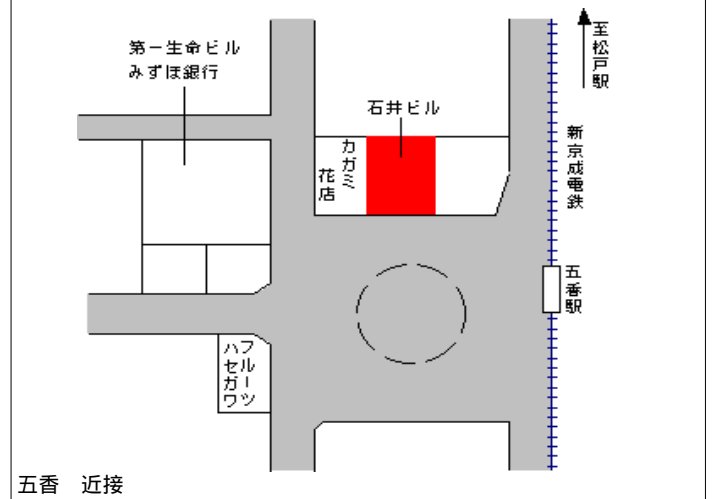 第一生命ビル
みずほ銀行
石井ビル
カガミ
花店
至松戸駅
新京成電鉄
五香駅
フルーツ
ハセガワ
五香　近接